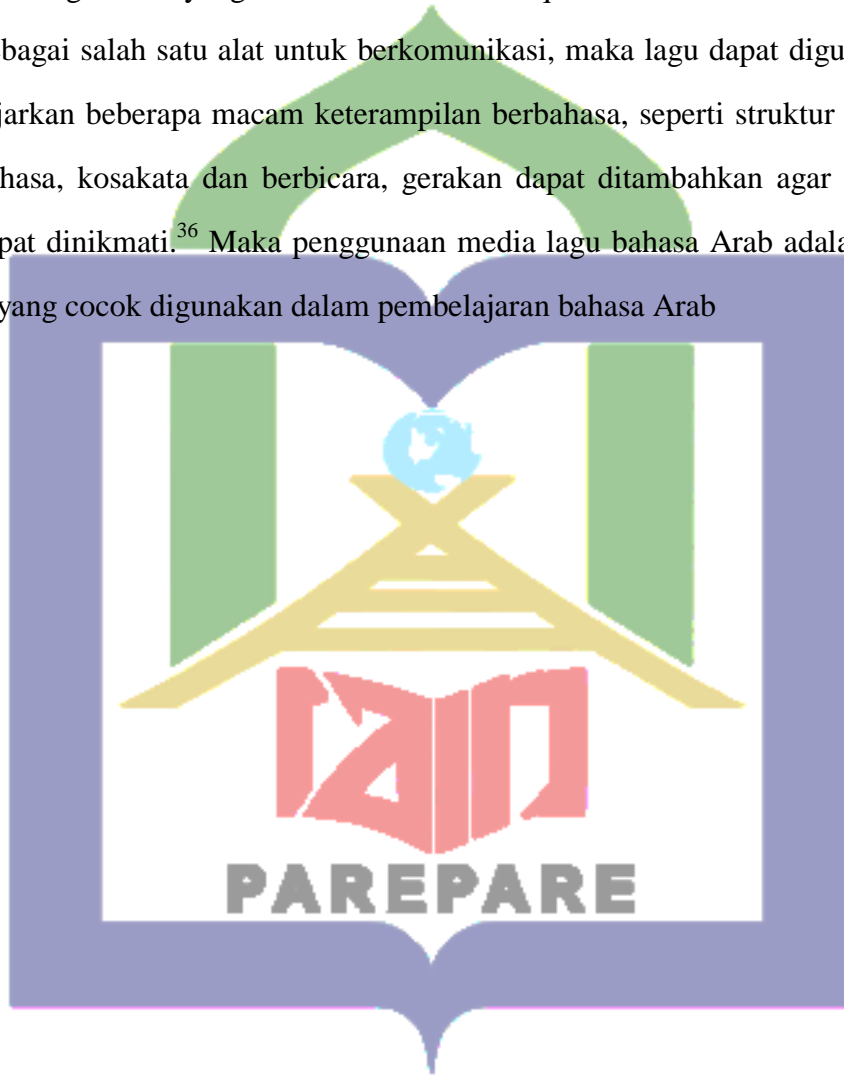 ebagai salah satu alat untuk berkomunikasi, maka lagu dapat digu
jarkan beberapa macam keterampilan berbahasa, seperti struktur
hasa, kosakata dan berbicara, gerakan dapat ditambahkan agar
pat dinikmati.36 Maka penggunaan media lagu bahasa Arab adala
yang cocok digunakan dalam pembelajaran bahasa Arab
iain
PAREPARE